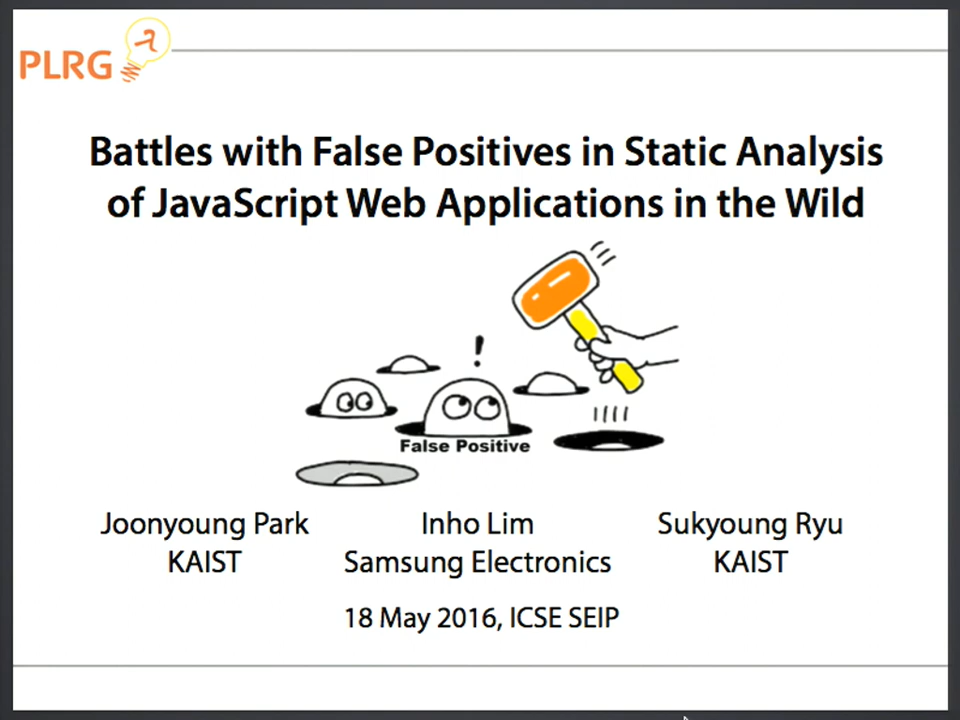 PLRG
Battles with False Positives in Static Analysis
of JavaScript Web Applications in the Wild
!
False Positive
Joonyoung Park
KAIST
Inho Lim
Samsung Electronics
Sukyoung Ryu
KAIST
18 May 2016, ICSE SEIP